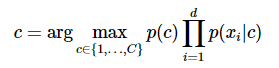 c = arg max_{c∈{1,…,C}} p(c) ∏_{i=1}^{d} p(x_i|c)